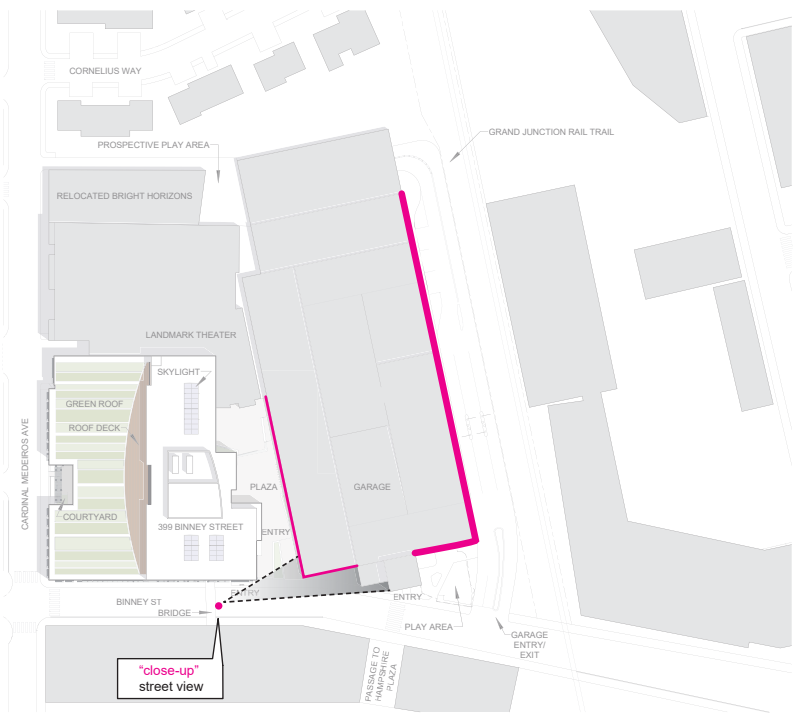 CORNELIUS WAY
GRAND JUNCTION RAIL TRAIL
PROSPECTIVE PLAY AREA
RELOCATED BRIGHT HORIZONS
LANDMARK THEATER
SKYLIGHT
GREEN ROOF
ROOF DECK
CARDINAL MEDEIROS AVE
PLAZA
GARAGE
COURTYARD
399 BINNEY STREET
ENTRY
ENTRY
ENTRY
BINNEY ST
BRIDGE
PLAY AREA
GARAGE
ENTRY/
EXIT
PASSAGE TO
HAMPSHIRE
PLAZA
"close-up"
street view